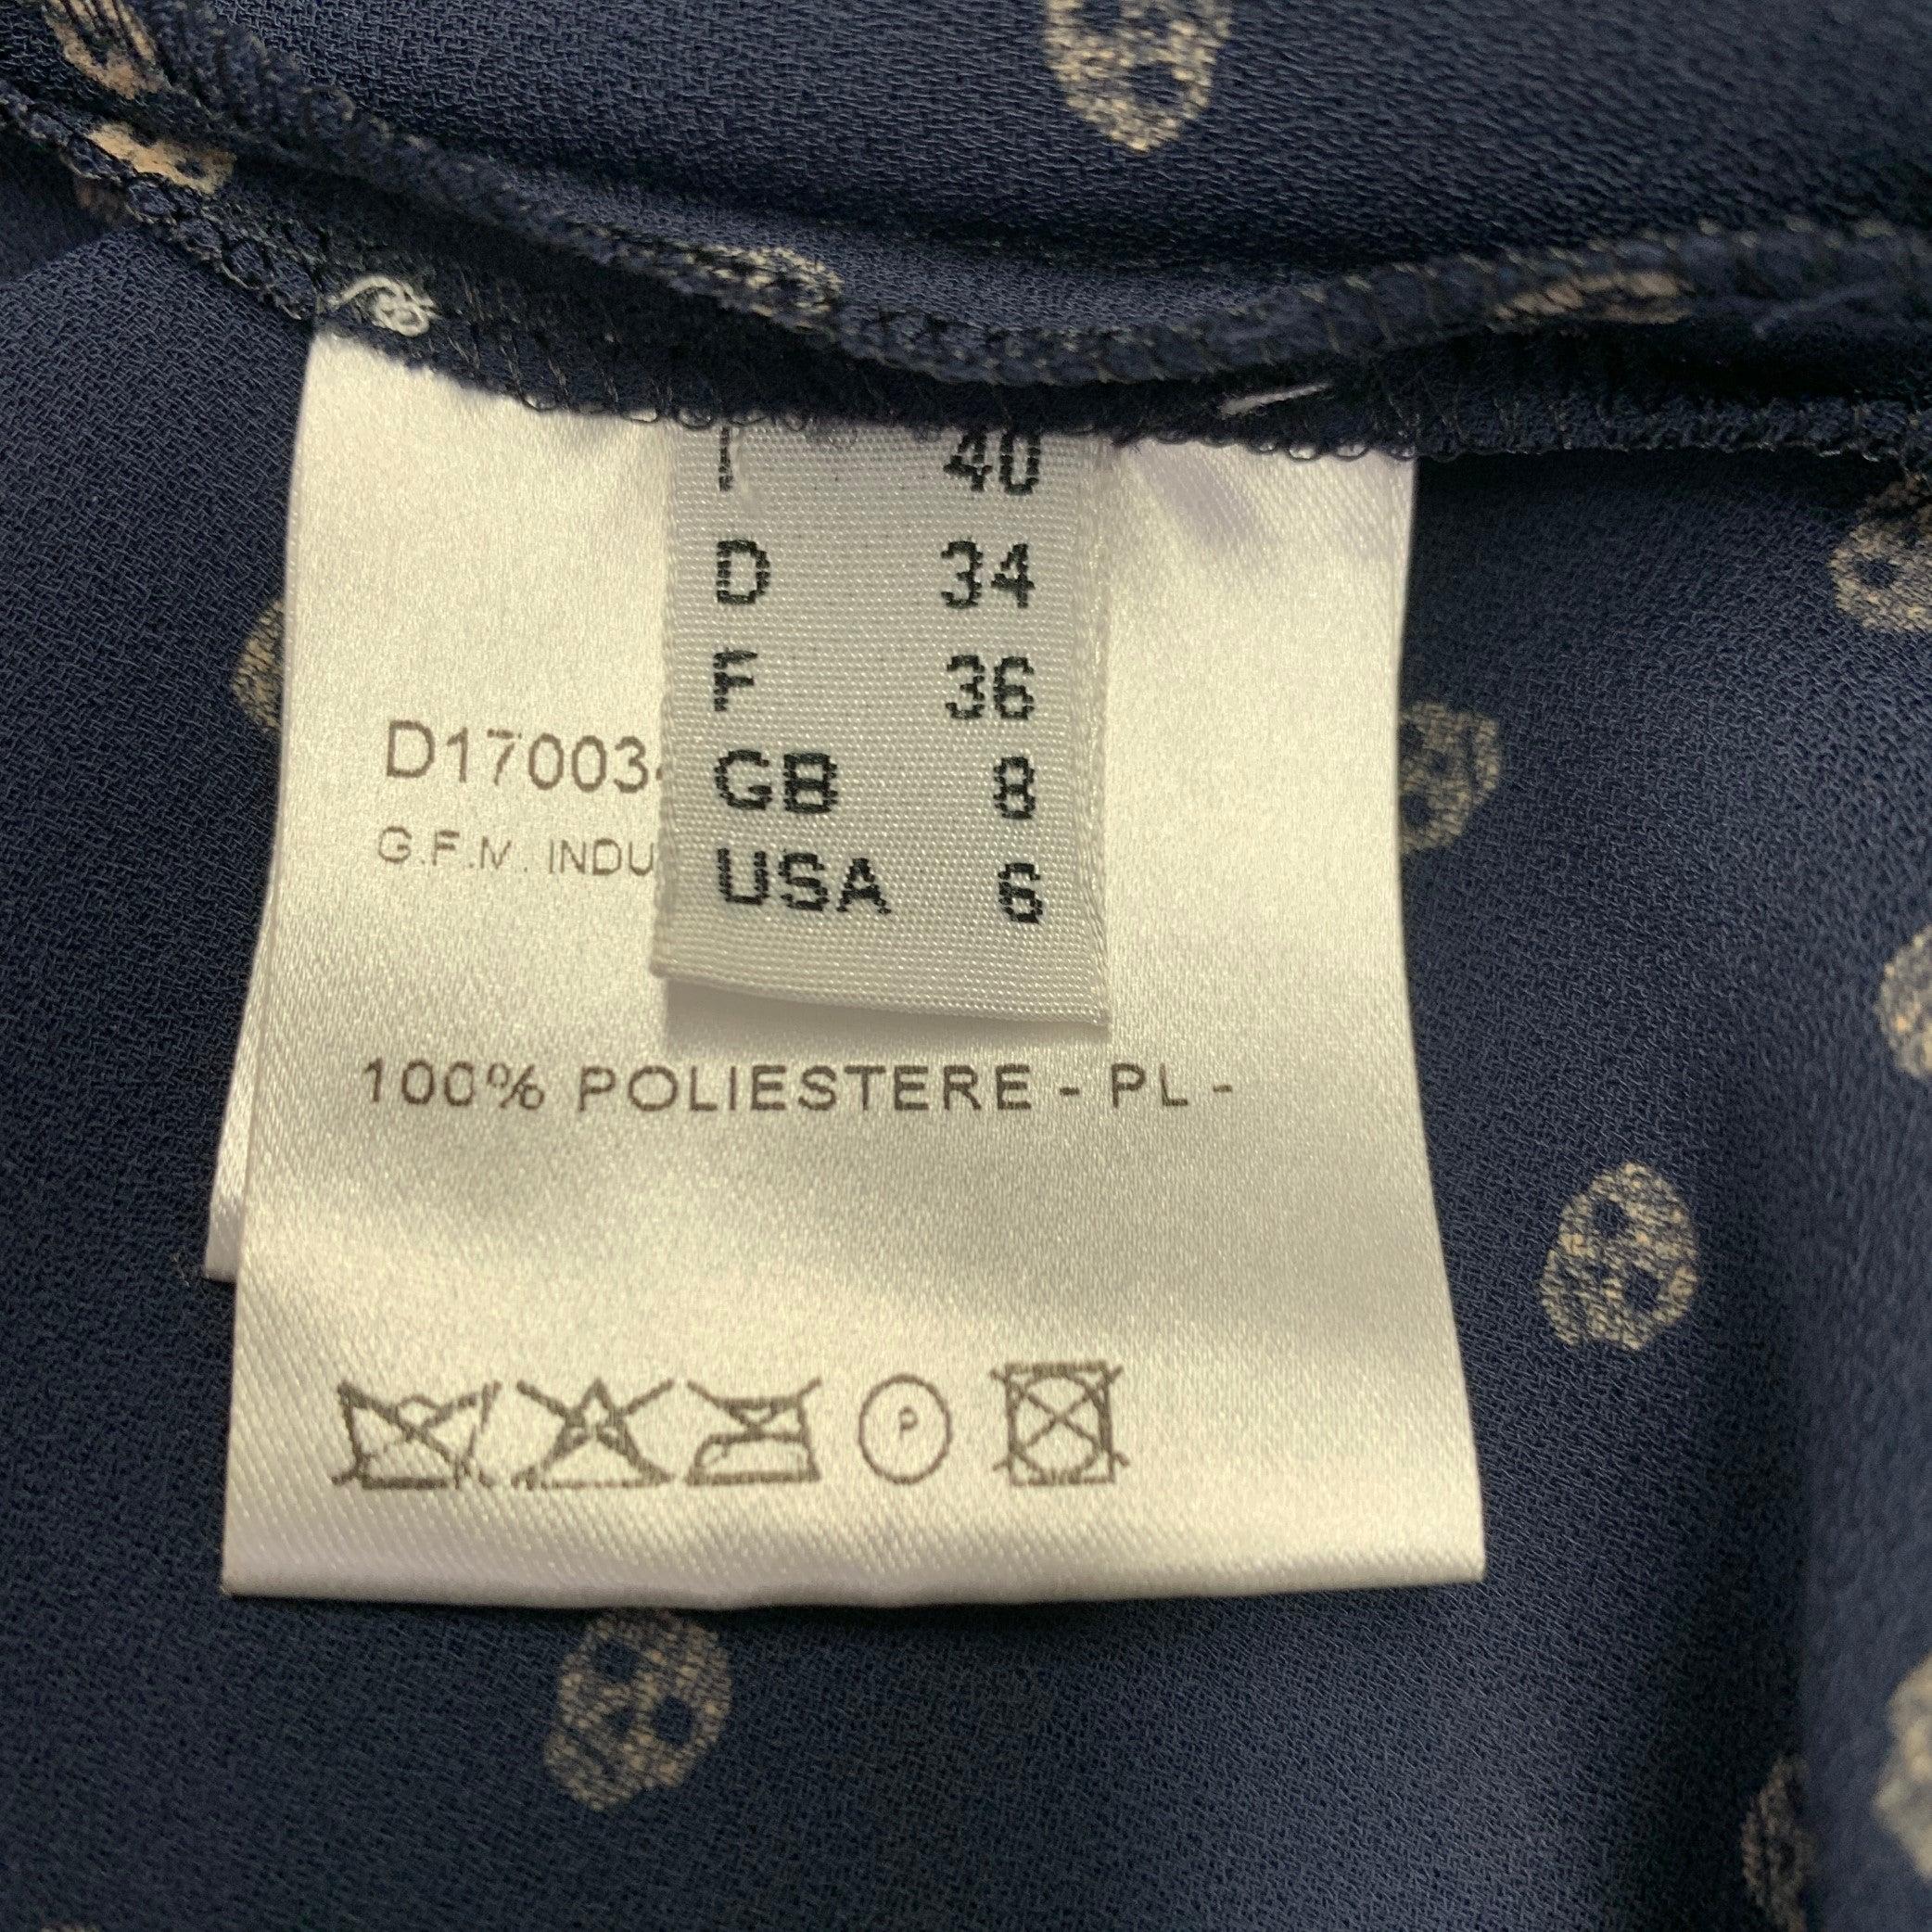 I 40
D 34
F 36
GB 8
USA 6
D17003
G.F.M. INDU
100% POLIESTERE - PL -
P